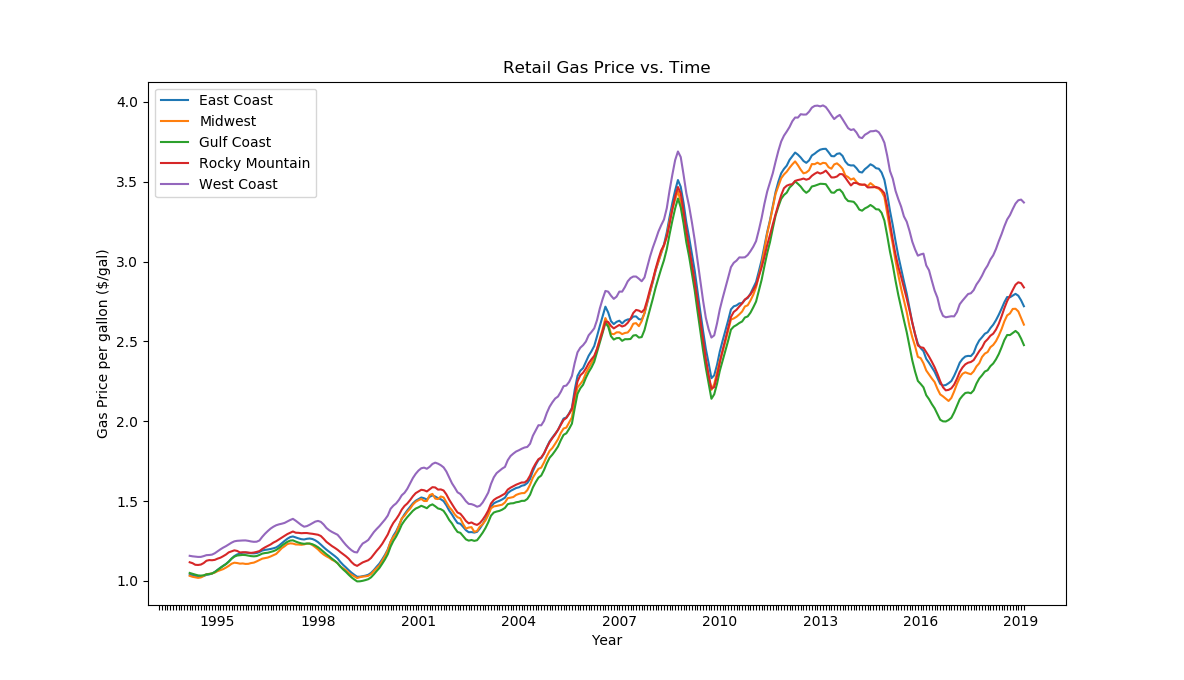 Retail Gas Price vs. Time
4.0
3.5
3.0
2.5
2.0
1.5
1.0
Gas Price per gallon ($/gal)
East Coast
Midwest
Gulf Coast
Rocky Mountain
West Coast
1995 1998 2001 2004 2007 2010 2013 2016 2019
Year